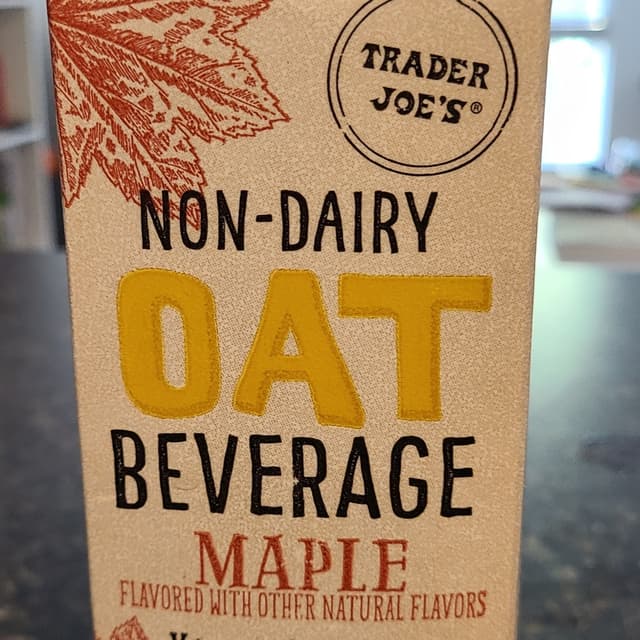 TRADER
JOE'S®
NON-DAIRY
OAT
BEVERAGE
MAPLE
FLAVORED WITH OTHER NATURAL FLAVORS